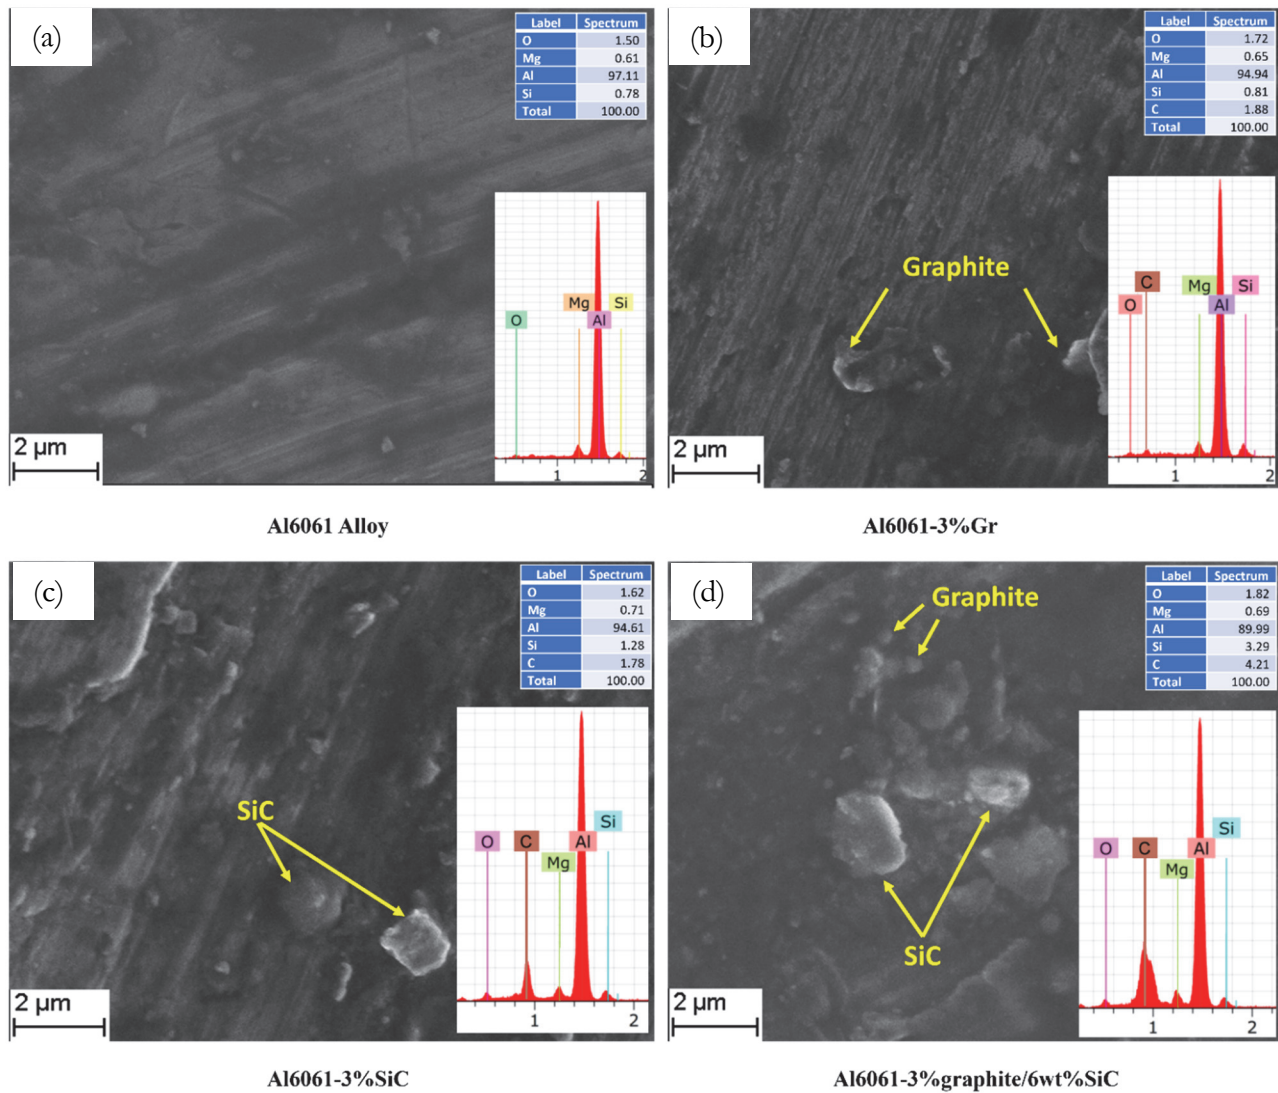 (a)
Label Spectrum
O 1.50
Mg 0.61
Al 97.11
Si 0.78
Total 100.00
Mg Si
O Al
1 2
2 µm
Al6061 Alloy
(b)
Label Spectrum
O 1.72
Mg 0.65
Al 94.94
Si 0.81
C 1.88
Total 100.00
Graphite
C Mg Si
O Al
1 2
2 µm
Al6061-3%Gr
(c)
Label Spectrum
O 1.62
Mg 0.71
Al 94.61
Si 1.28
C 1.78
Total 100.00
SiC
Si
O C Al
Mg
1 2
2 µm
Al6061-3%SiC
(d)
Label Spectrum
O 1.82
Mg 0.69
Al 89.99
Si 3.29
C 4.21
Total 100.00
Graphite
SiC
Si
O C Al
Mg
1 2
2 µm
Al6061-3%graphite/6wt%SiC